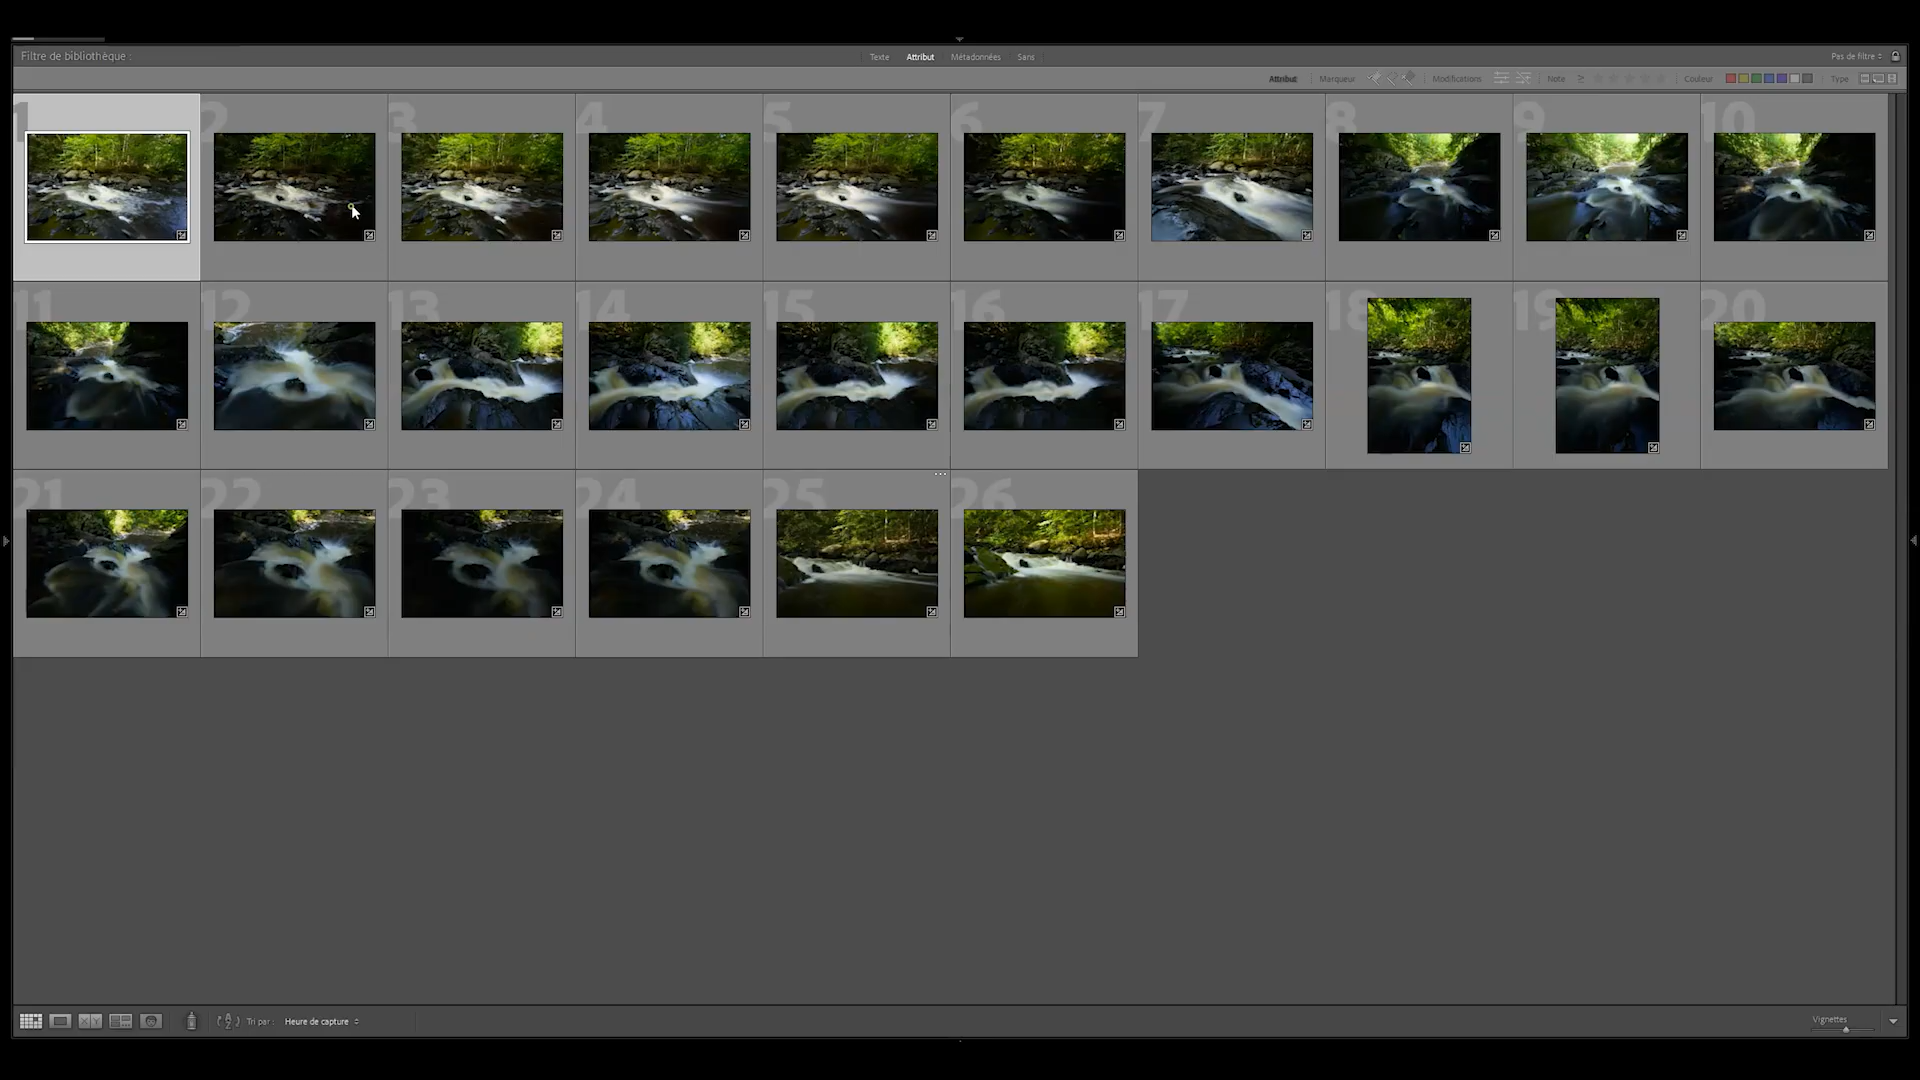 Filtre de bibliothèque :
Texte Attribut Métadonnées Sans
Pas de filtre
Attribut Marqueur Modifications Note ≥ Couleur Type
1 2 3 4 5 6 7 8 9 10
11 12 13 14 15 16 17 18 19 20
21 22 23 24 25 26
X Y
A Z
Tri par : Heure de capture
Vignettes